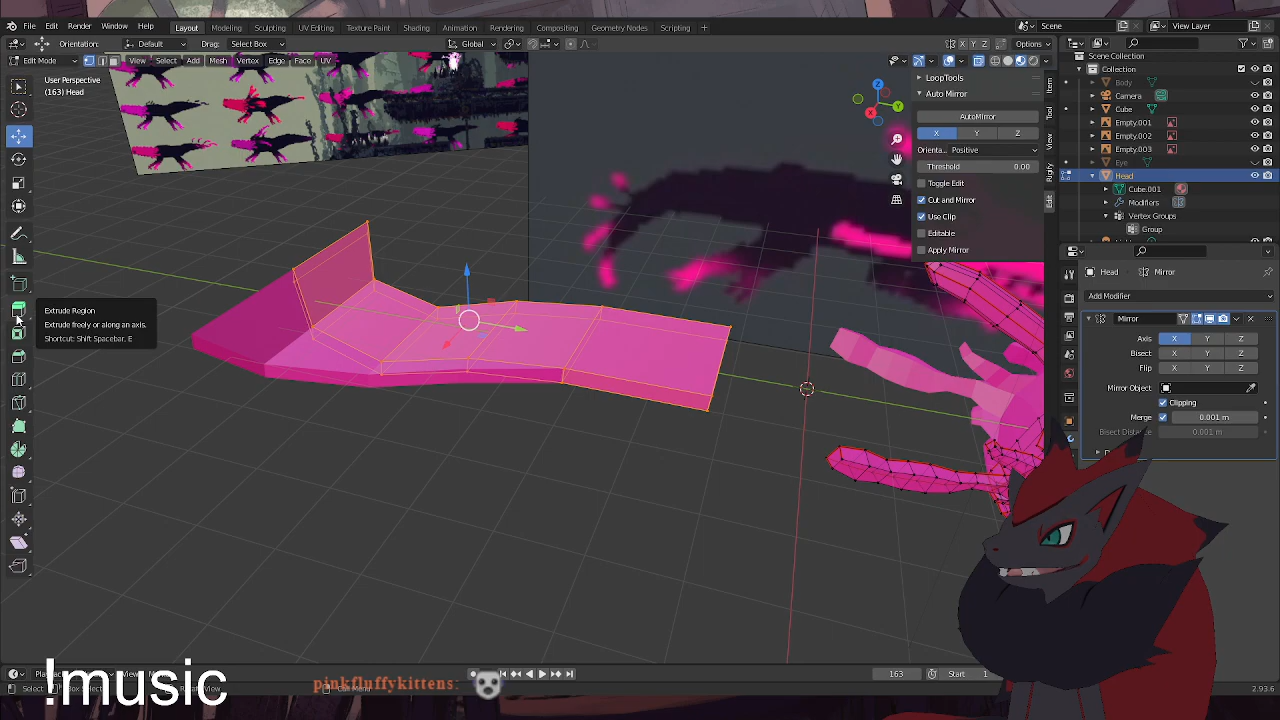 File Edit Render Window Help Layout Modeling Sculpting UV Editing Texture Paint Shading Animation Rendering Compositing Geometry Nodes Scripting + Scene View Layer
Orientation: Default Drag: Select Box Global X Y Z Options
Edit Mode View Select Add Mesh Vertex Edge Face UV
User Perspective
(163) Head
LoopTools
Auto Mirror
AutoMirror
X Y Z
Orienta.. Positive
Threshold 0.00
Toggle Edit
Cut and Mirror
Use Clip
Editable
Apply Mirror
Item
Tool
View
Rigify
Edit
Z
Y
X
Scene Collection
Collection
Body
Camera
Cube
Empty.001
Empty.002
Empty.003
Eye
Head
Cube.001
Modifiers
Vertex Groups
Group
Head Mirror
Add Modifier
Mirror
Axis X Y Z
Bisect X Y Z
Flip X Y Z
Mirror Object
Clipping
Merge 0.001 m
Bisect Distance 0.001 m
Extrude Region
Extrude freely or along an axis.
Shortcut: Shift Spacebar, E
!music
pinkfluffykittens:
163 Start 1
Select
2.93.6